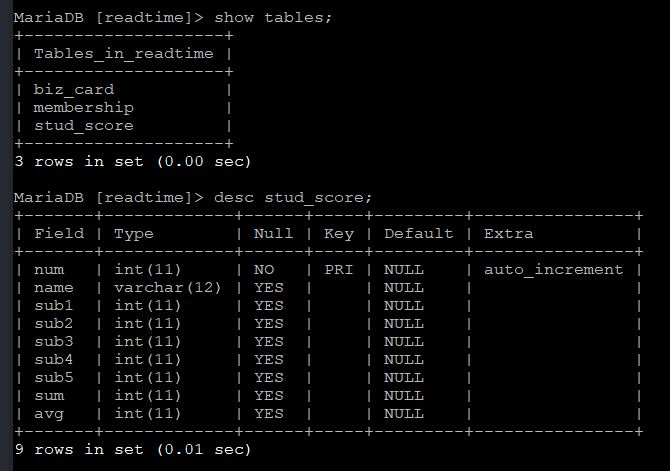 MariaDB [readtime]> show tables;
+--------------------+
| Tables_in_readtime |
+--------------------+
| biz_card           |
| membership         |
| stud_score         |
+--------------------+
3 rows in set (0.00 sec)
MariaDB [readtime]> desc stud_score;
+-------+-------------+------+-----+---------+----------------+
| Field | Type        | Null | Key | Default | Extra          |
+-------+-------------+------+-----+---------+----------------+
| num   | int(11)     | NO   | PRI | NULL    | auto_increment |
| name  | varchar(12) | YES  |     | NULL    |                |
| sub1  | int(11)     | YES  |     | NULL    |                |
| sub2  | int(11)     | YES  |     | NULL    |                |
| sub3  | int(11)     | YES  |     | NULL    |                |
| sub4  | int(11)     | YES  |     | NULL    |                |
| sub5  | int(11)     | YES  |     | NULL    |                |
| sum   | int(11)     | YES  |     | NULL    |                |
| avg   | int(11)     | YES  |     | NULL    |                |
+-------+-------------+------+-----+---------+----------------+
9 rows in set (0.01 sec)